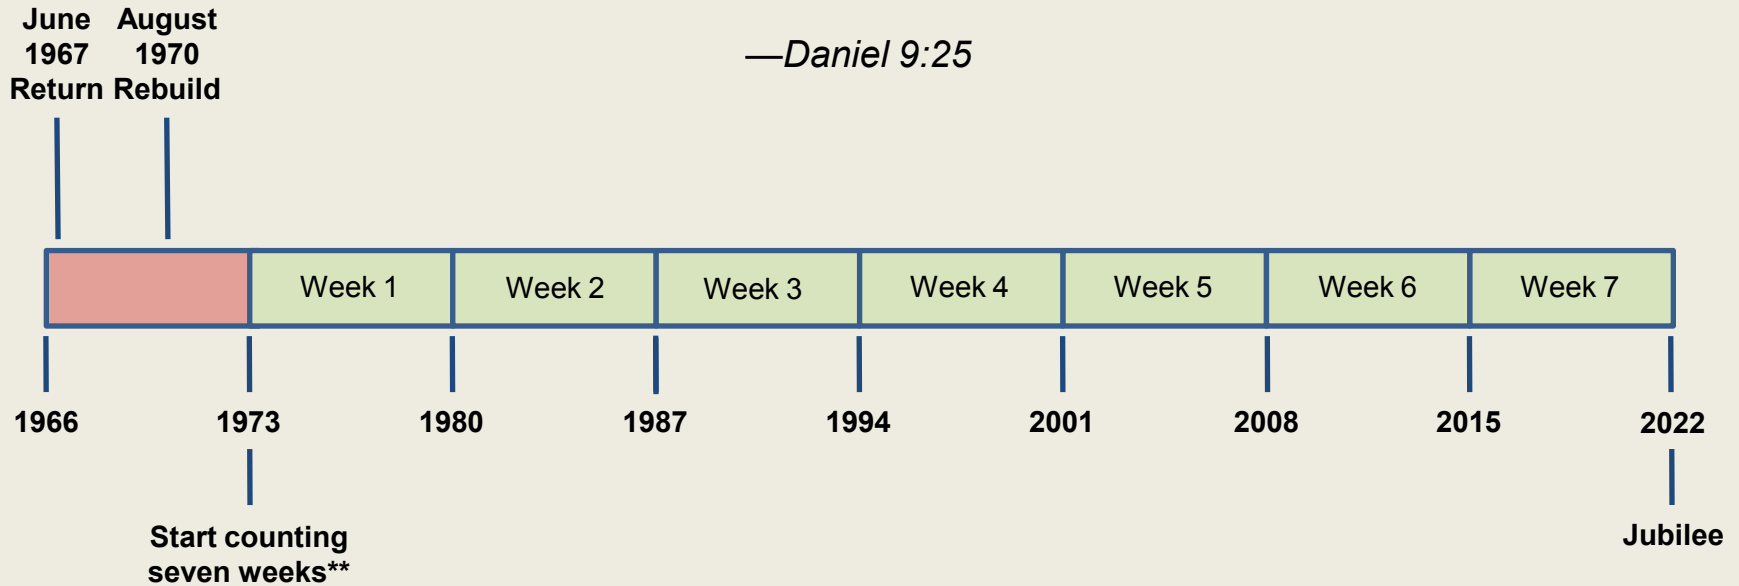 June August
1967 1970
Return Rebuild
—Daniel 9:25
Week 1 Week 2 Week 3 Week 4 Week 5 Week 6 Week 7
1966 1973 1980 1987 1994 2001 2008 2015 2022
Start counting
seven weeks**
Jubilee